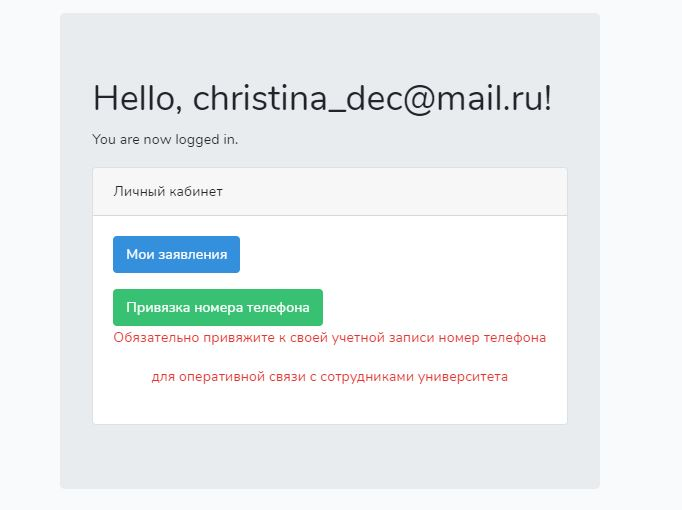 Hello, christina_dec@mail.ru!
You are now logged in.
Личный кабинет
Мои заявления
Привязка номера телефона
Обязательно привяжите к своей учетной записи номер телефона
для оперативной связи с сотрудниками университета